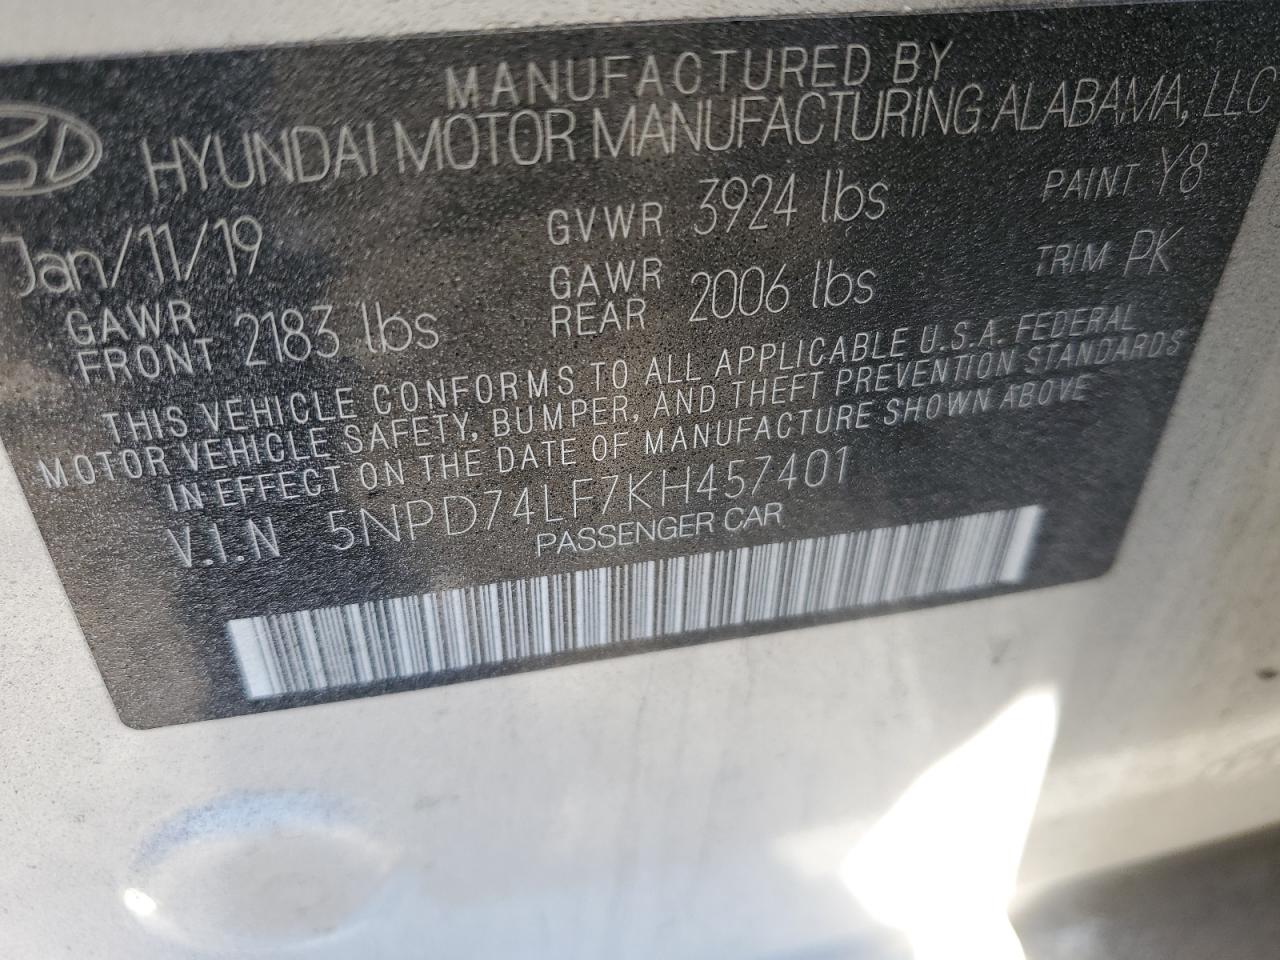 MANUFACTURED BY
HYUNDAI MOTOR MANUFACTURING ALABAMA, LLC
Jan/11/19 GVWR 3924 lbs PAINT Y8
GAWR FRONT 2183 lbs GAWR REAR 2006 lbs TRIM PK
THIS VEHICLE CONFORMS TO ALL APPLICABLE U.S.A. FEDERAL
MOTOR VEHICLE SAFETY, BUMPER, AND THEFT PREVENTION STANDARDS
IN EFFECT ON THE DATE OF MANUFACTURE SHOWN ABOVE
V.I.N 5NPD74LF7KH457401
PASSENGER CAR